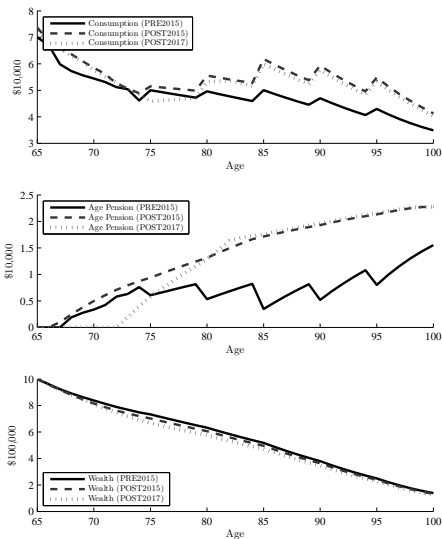 8
7
6
5
4
3
$10,000
Consumption (PRE2015)
Consumption (POST2015)
Consumption (POST2017)
65 70 75 80 85 90 95 100
Age
2.5
2
1.5
1
0.5
0
$10,000
Age Pension (PRE2015)
Age Pension (POST2015)
Age Pension (POST2017)
65 70 75 80 85 90 95 100
Age
10
8
6
4
2
0
$100,000
Wealth (PRE2015)
Wealth (POST2015)
Wealth (POST2017)
65 70 75 80 85 90 95 100
Age